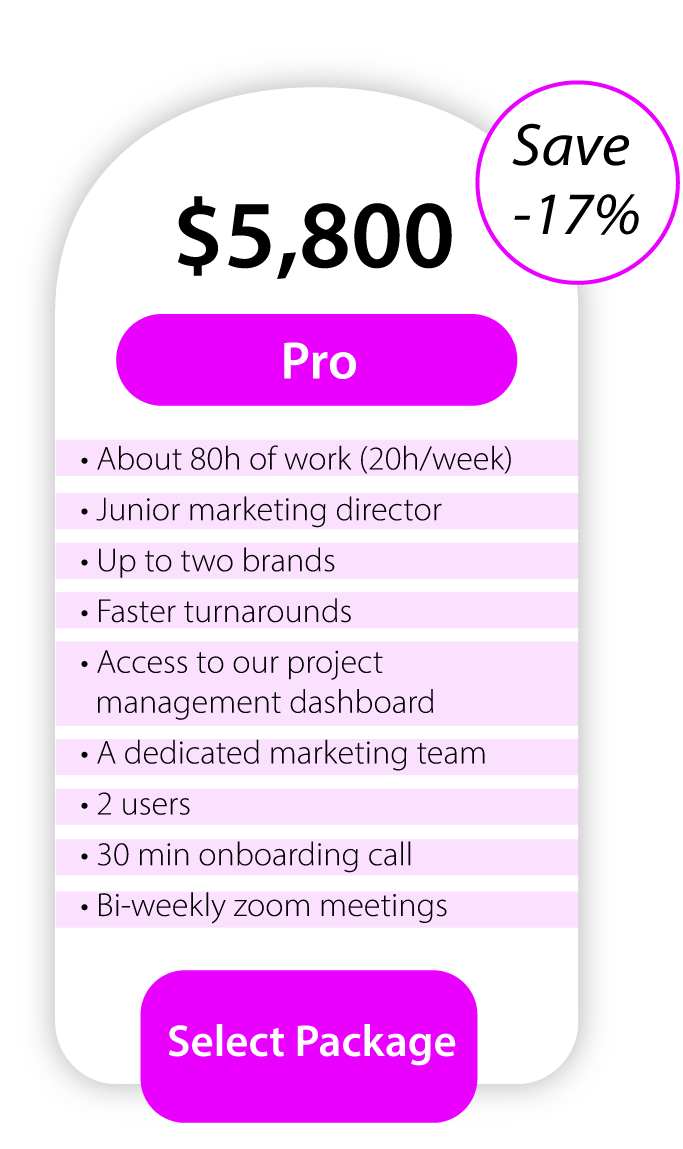 Save
-17%
$5,800
Pro
• About 80h of work (20h/week)
• Junior marketing director
• Up to two brands
• Faster turnarounds
• Access to our project
management dashboard
• A dedicated marketing team
• 2 users
• 30 min onboarding call
• Bi-weekly zoom meetings
Select Package